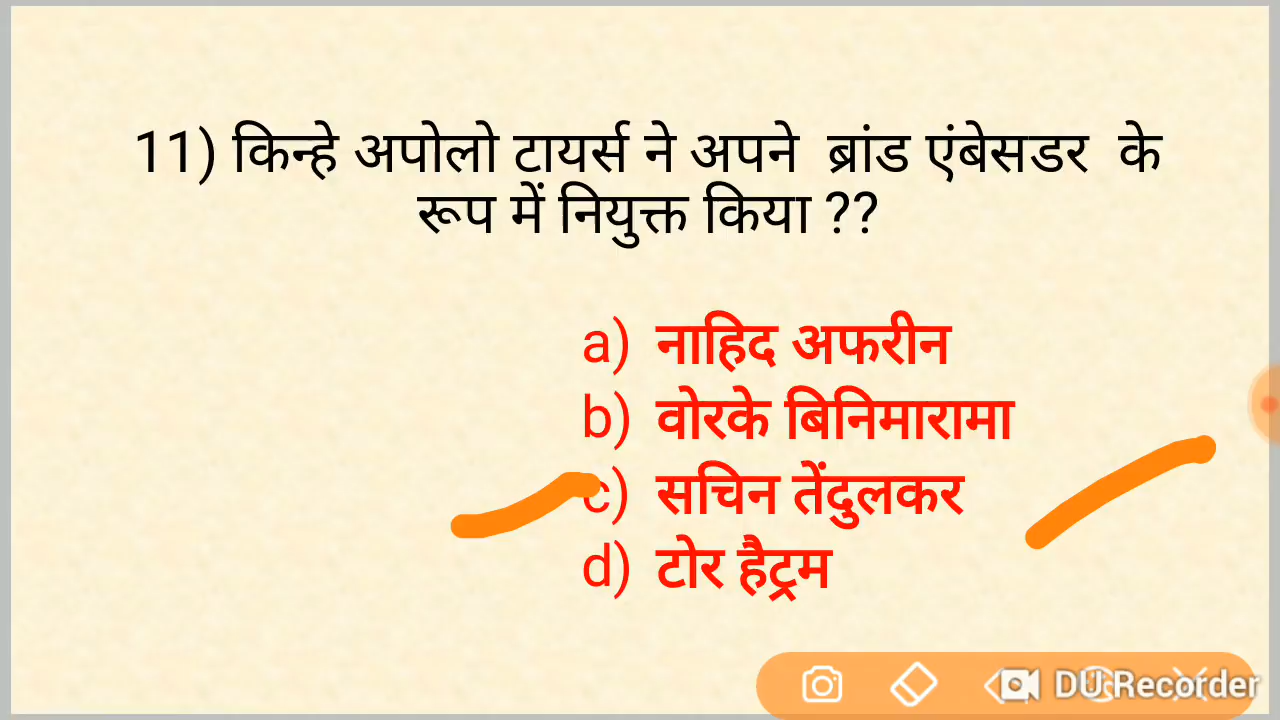 11) किन्हे अपोलो टायर्स ने अपने ब्रांड एंबेसडर के
रूप में नियुक्त किया ??
a) नाहिद अफरीन
b) वोरके बिनिमारामा
c) सचिन तेंदुलकर
d) टोर हैट्रम
DU Recorder